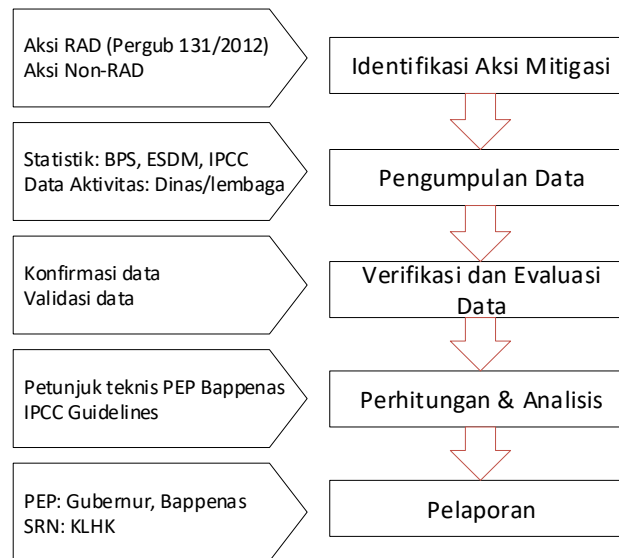 Aksi RAD (Pergub 131/2012)
Aksi Non-RAD
Identifikasi Aksi Mitigasi
Statistik: BPS, ESDM, IPCC
Data Aktivitas: Dinas/lembaga
Pengumpulan Data
Konfirmasi data
Validasi data
Verifikasi dan Evaluasi
Data
Petunjuk teknis PEP Bappenas
IPCC Guidelines
Perhitungan & Analisis
PEP: Gubernur, Bappenas
SRN: KLHK
Pelaporan